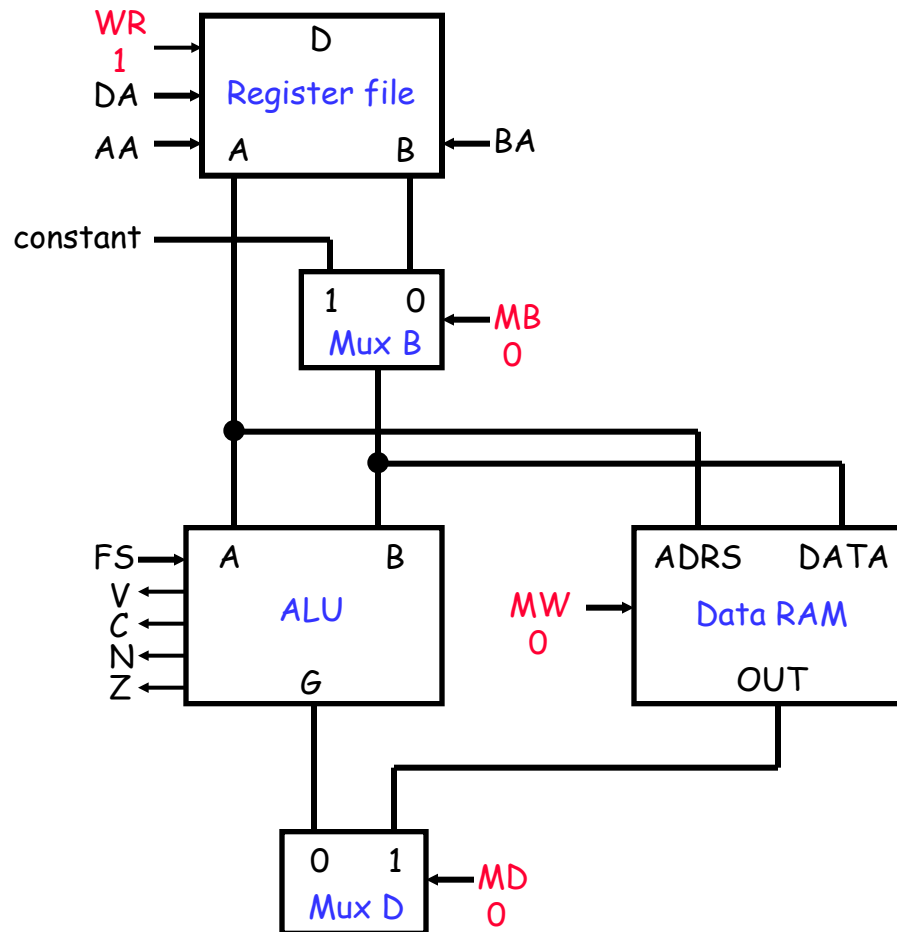 WR
1
D
DA
Register file
AA
A
B
BA
constant
1
0
MB
0
Mux B
FS
A
B
ADRS
DATA
V
ALU
MW
0
Data RAM
C
N
Z
G
OUT
0
1
MD
0
Mux D